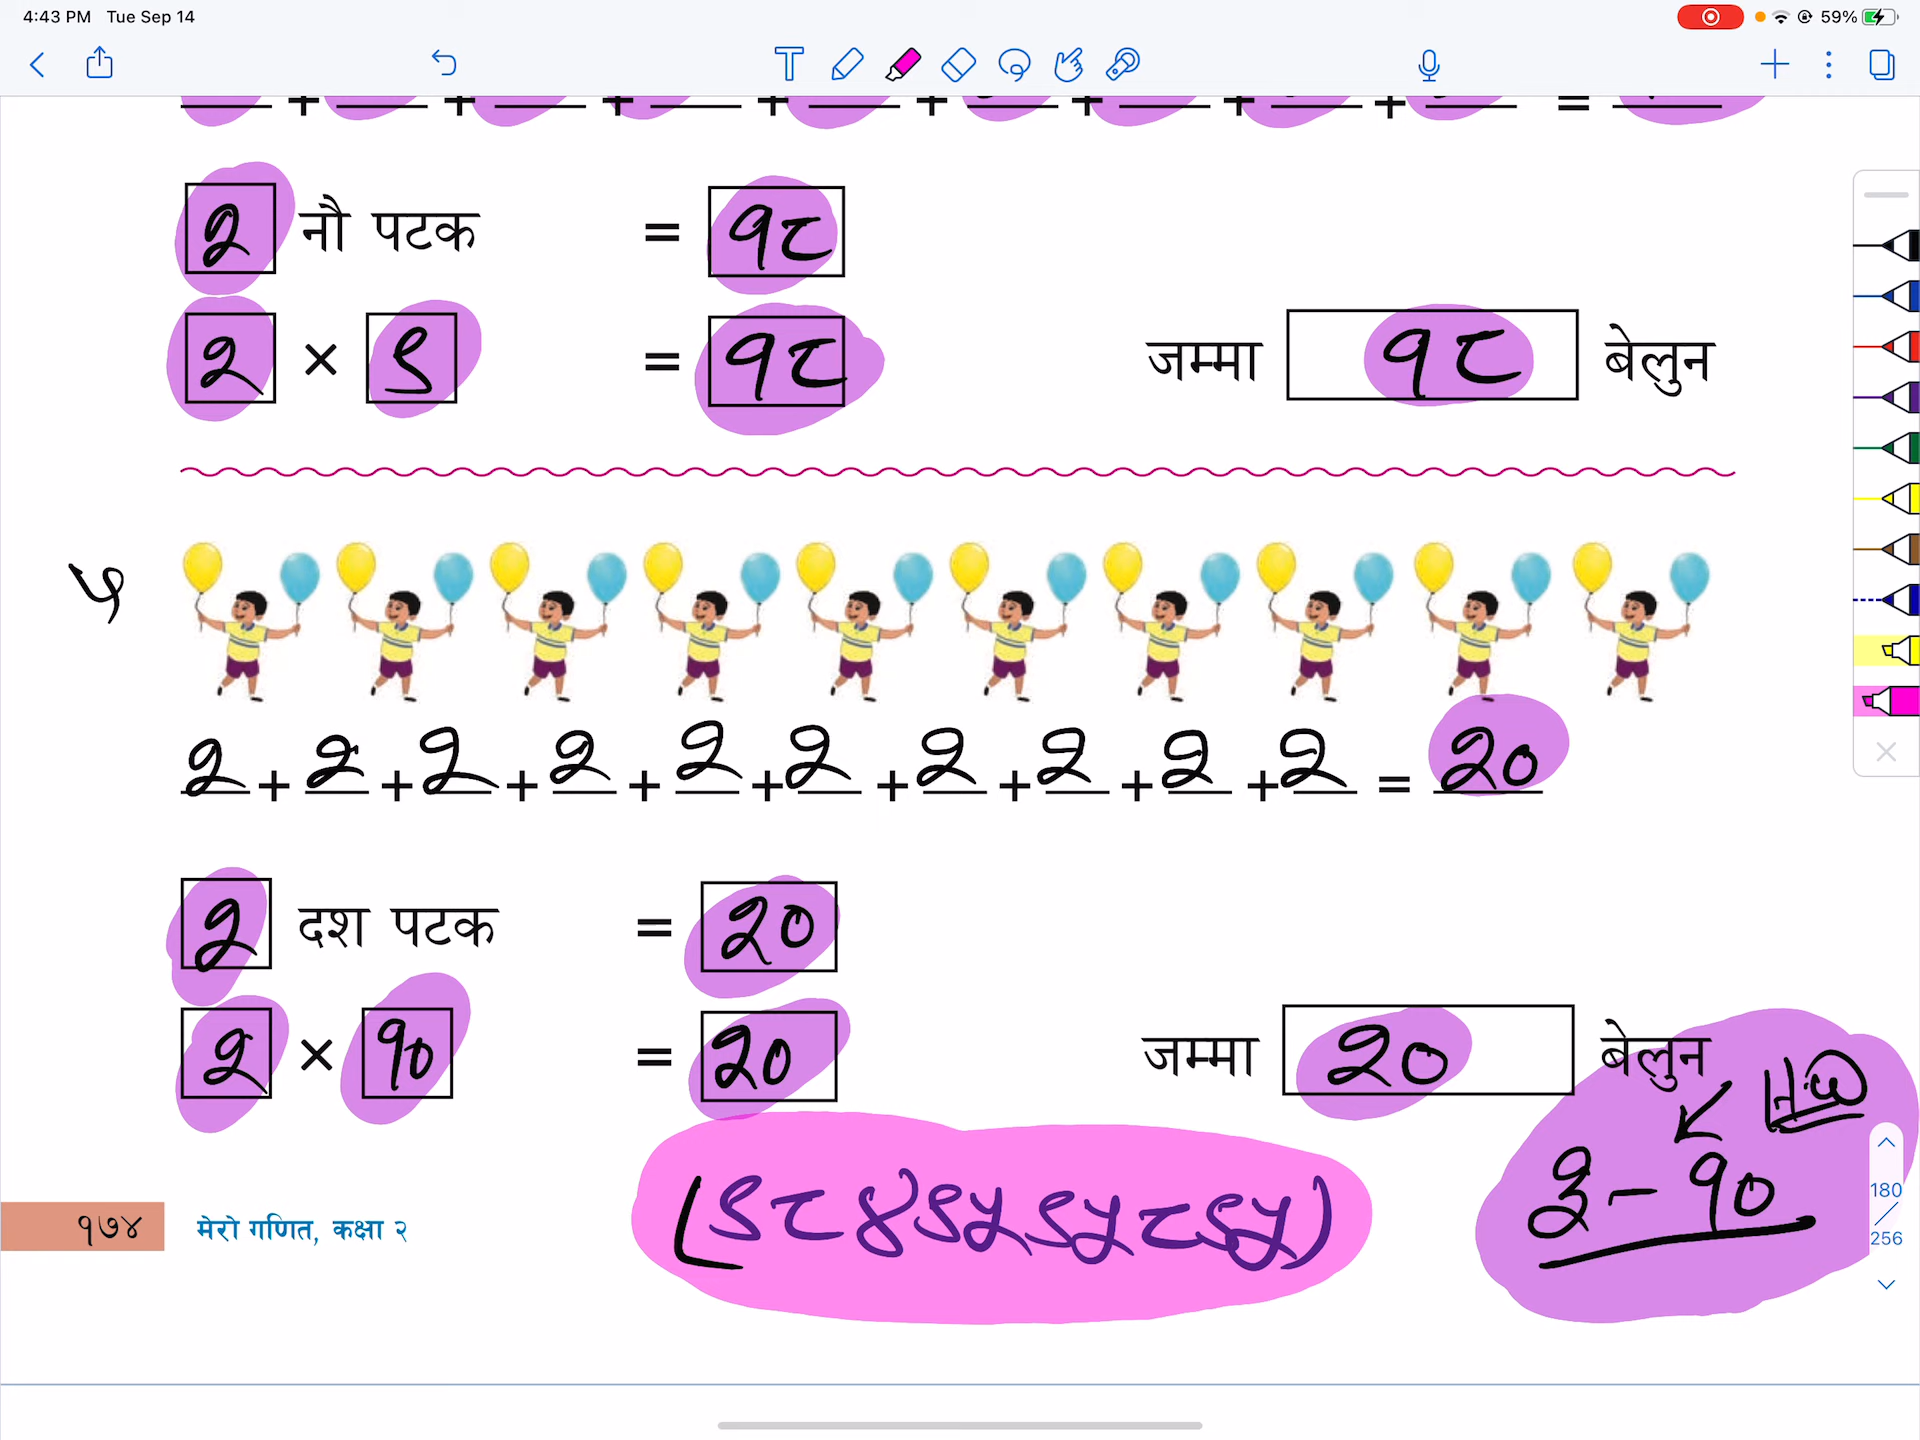 4:43 PM Tue Sep 14
59%
+ + + + + + + + =
२ नौ पटक = १८
२ × ९ = १८ जम्मा १८ बेलुन
५
२ + २ + २ + २ + २ + २ + २ + २ + २ + २ = २०
२ दश पटक = २०
२ × १० = २० जम्मा २० बेलुन
H.W
३ - १०
(९८४९५९५८९५)
१७४ मेरो गणित, कक्षा २
180
/
256